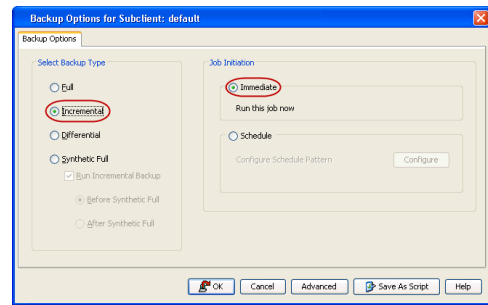 Backup Options for Subclient: default
Backup Options
Select Backup Type
Full
Incremental
Differential
Synthetic Full
Run Incremental Backup
Before Synthetic Full
After Synthetic Full
Job Initiation
Immediate
Run this job now
Schedule
Configure Schedule Pattern
Configure
OK
Cancel
Advanced
Save As Script
Help